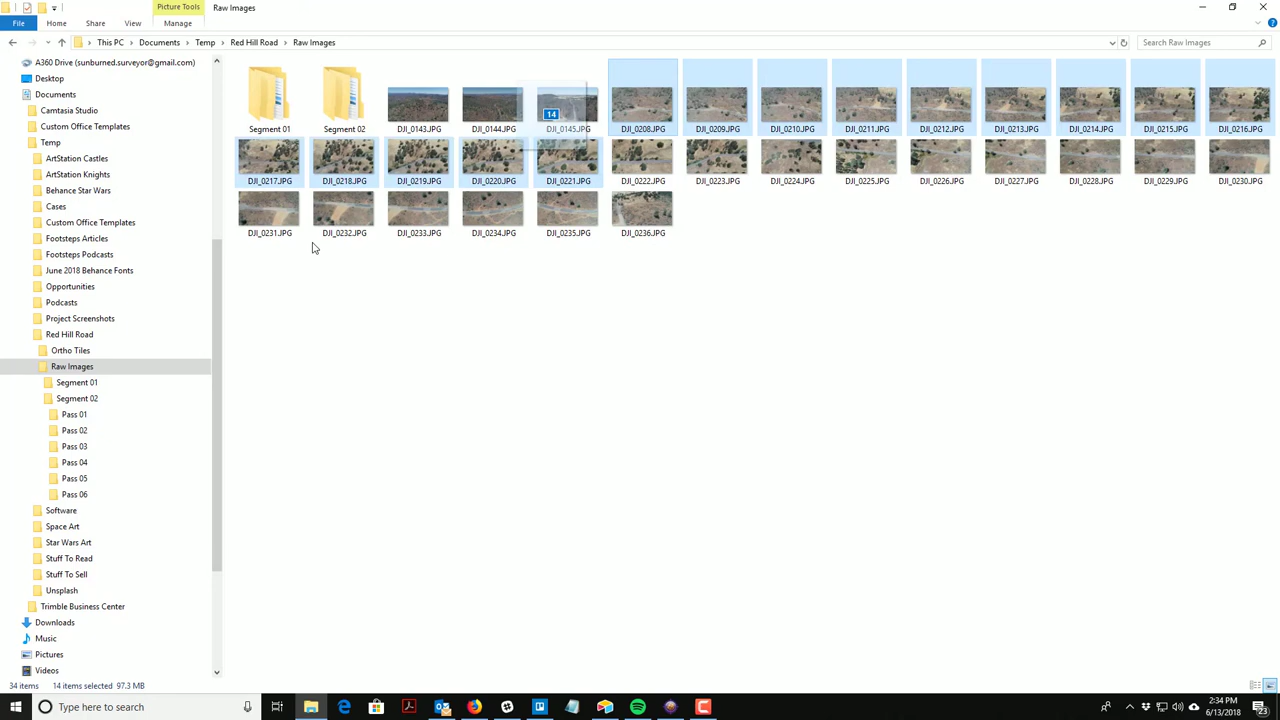 Picture Tools
Raw Images
File
Home
Share
View
Manage
This PC
Documents
Temp
Red Hill Road
Raw Images
Search Raw Images
A360 Drive (sunburned.surveyor@gmail.com)
Desktop
Documents
Camtasia Studio
Custom Office Templates
Temp
ArtStation Castles
ArtStation Knights
Behance Star Wars
Cases
Custom Office Templates
Footsteps Articles
Footsteps Podcasts
June 2018 Behance Fonts
Opportunities
Podcasts
Project Screenshots
Red Hill Road
Ortho Tiles
Raw Images
Segment 01
Segment 02
Pass 01
Pass 02
Pass 03
Pass 04
Pass 05
Pass 06
Software
Space Art
Star Wars Art
Stuff To Read
Stuff To Sell
Unsplash
Trimble Business Center
Downloads
Music
Pictures
Videos
14
Segment 01
Segment 02
DJI_0143.JPG
DJI_0144.JPG
DJI_0145.JPG
DJI_0208.JPG
DJI_0209.JPG
DJI_0210.JPG
DJI_0211.JPG
DJI_0212.JPG
DJI_0213.JPG
DJI_0214.JPG
DJI_0215.JPG
DJI_0216.JPG
DJI_0217.JPG
DJI_0218.JPG
DJI_0219.JPG
DJI_0220.JPG
DJI_0221.JPG
DJI_0222.JPG
DJI_0223.JPG
DJI_0224.JPG
DJI_0225.JPG
DJI_0226.JPG
DJI_0227.JPG
DJI_0228.JPG
DJI_0229.JPG
DJI_0230.JPG
DJI_0231.JPG
DJI_0232.JPG
DJI_0233.JPG
DJI_0234.JPG
DJI_0235.JPG
DJI_0236.JPG
34 items
14 items selected 97.3 MB
Type here to search
2:34 PM
6/13/2018
23